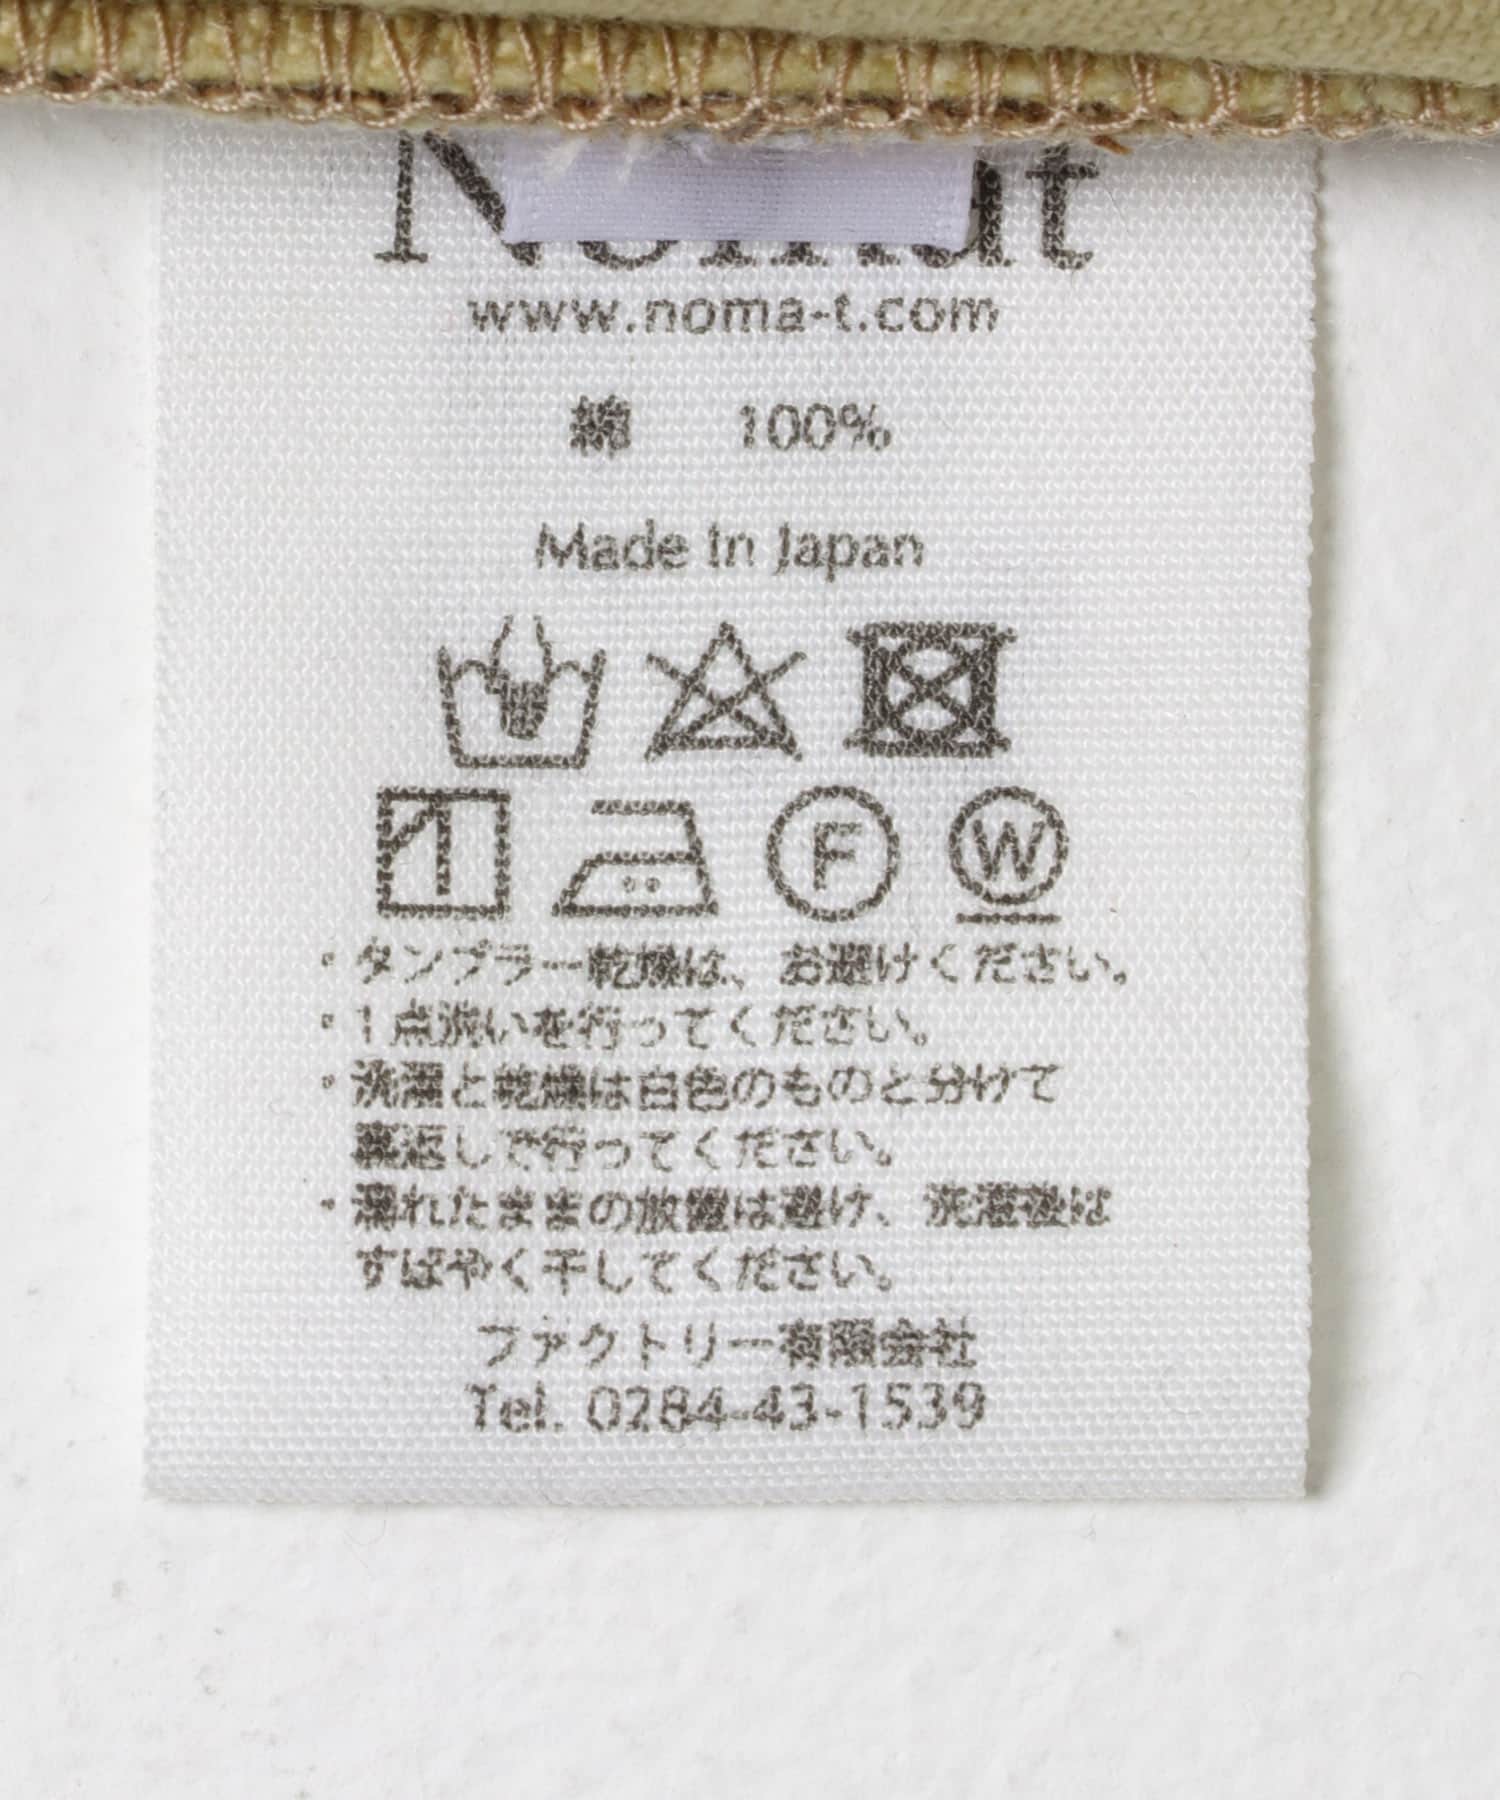 Nomat
www.noma-t.com
綿 100%
Made In Japan
F W
・タンブラー乾燥は、お避けください。
・1点洗いを行ってください。
・洗濯と乾燥は白色のものと分けて
裏返しで行ってください。
・濡れたままの放置は避け、洗濯後は
すばやく干してください。
ファクトリー有限会社
Tel. 0284-43-1539